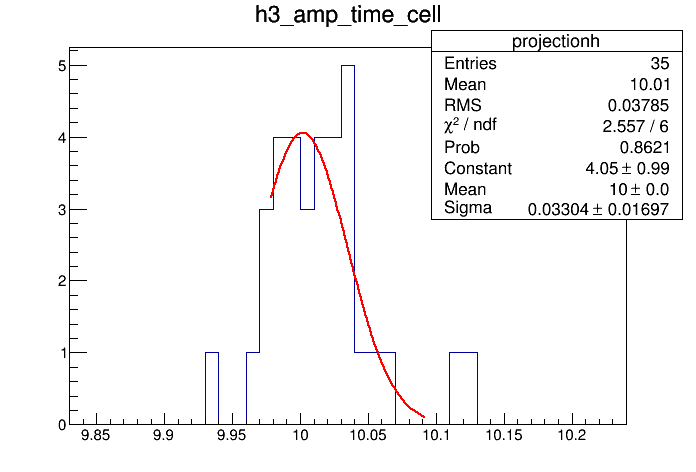 h3_amp_time_cell
projectionh
Entries 35
Mean 10.01
RMS 0.03785
χ² / ndf 2.557 / 6
Prob 0.8621
Constant 4.05 ± 0.99
Mean 10 ± 0.0
Sigma 0.03304 ± 0.01697
5
4
3
2
1
0
9.85 9.9 9.95 10 10.05 10.1 10.15 10.2